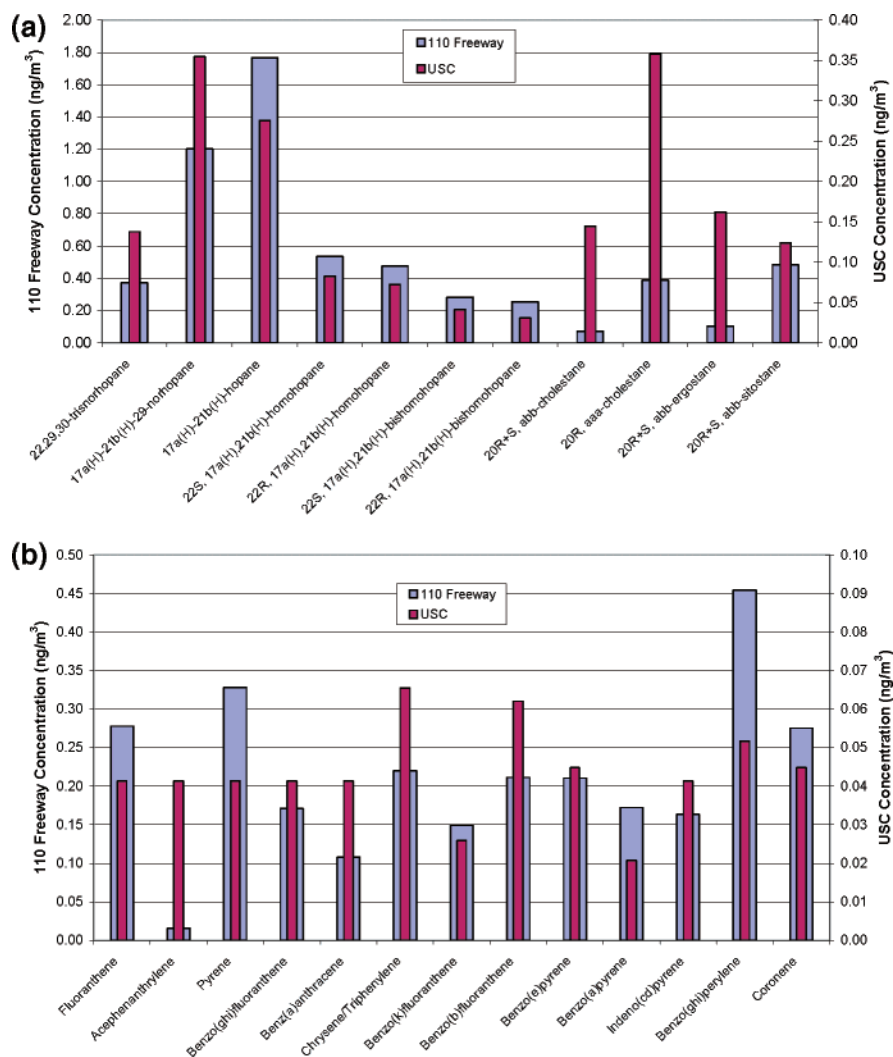 (a)
2.00
1.80
1.60
1.40
1.20
1.00
0.80
0.60
0.40
0.20
0.00
110 Freeway Concentration (ng/m³)
110 Freeway
USC
0.40
0.35
0.30
0.25
0.20
0.15
0.10
0.05
0.00
USC Concentration (ng/m³)
22,29,30-trisnorhopane
17a(H)-21b(H)-29-norhopane
17a(H)-21b(H)-hopane
22S, 17a(H),21b(H)-homohopane
22R, 17a(H),21b(H)-homohopane
22S, 17a(H),21b(H)-bishomohopane
22R, 17a(H),21b(H)-bishomohopane
20R+S, abb-cholestane
20R, aaa-cholestane
20R+S, abb-ergostane
20R+S, abb-sitostane
(b)
0.50
0.45
0.40
0.35
0.30
0.25
0.20
0.15
0.10
0.05
0.00
110 Freeway Concentration (ng/m³)
110 Freeway
USC
0.10
0.09
0.08
0.07
0.06
0.05
0.04
0.03
0.02
0.01
0.00
USC Concentration (ng/m³)
Fluoranthene
Acephenanthrylene
Pyrene
Benzo(ghi)fluoranthene
Benz(a)anthracene
Chrysene/Triphenylene
Benzo(k)fluoranthene
Benzo(b)fluoranthene
Benzo(e)pyrene
Benzo(a)pyrene
Indeno(cd)pyrene
Benzo(ghi)perylene
Coronene